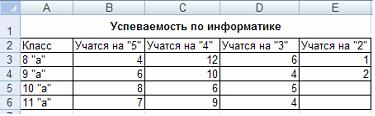 A B C D E
1 Успеваемость по информатике
2 Класс Учатся на "5" Учатся на "4" Учатся на "3" Учатся на "2"
3 8 "а" 4 12 6 1
4 9 "а" 6 10 4 2
5 10 "а" 8 6 5
6 11 "а" 7 9 4